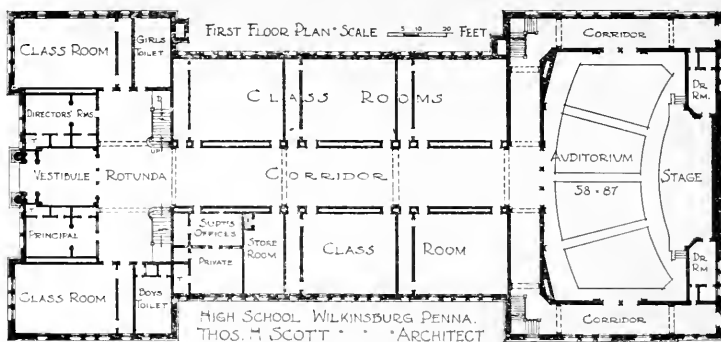 FIRST FLOOR PLAN • SCALE 5 10 20 FEET
CORRIDOR
CLASS ROOM
GIRLS
TOILET
DR.
RM.
CLASS ROOMS
DIRECTORS' RMS.
T
UP
VESTIBULE
ROTUNDA
CORRIDOR
AUDITORIUM
58 • 87
STAGE
PRINCIPAL
SUPT'S
OFFICES
STORE
ROOM
CLASS ROOM
PRIVATE
T
DR.
RM
CLASS ROOM
BOYS
TOILET
CORRIDOR
HIGH SCHOOL WILKINSBURG PENNA.
THOS. H SCOTT • • • ARCHITECT